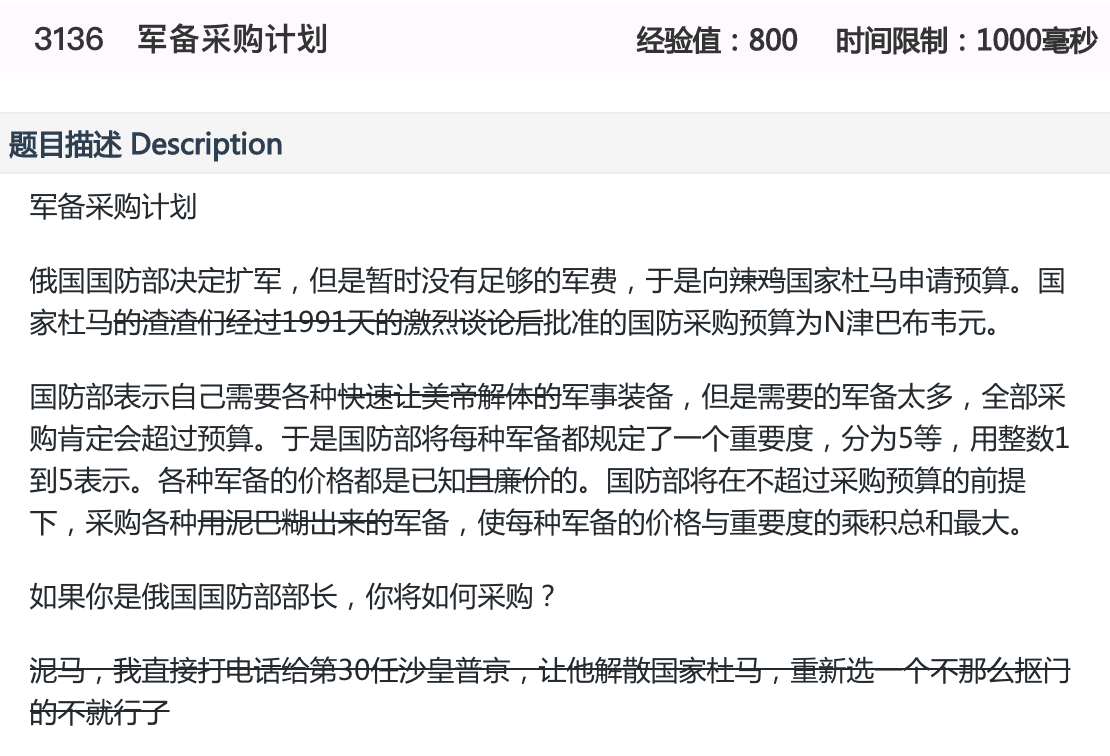 3136 军备采购计划 经验值：800 时间限制：1000毫秒
题目描述 Description
军备采购计划
俄国国防部决定扩军，但是暂时没有足够的军费，于是向辣鸡国家杜马申请预算。国
家杜马的渣渣们经过1991天的激烈谈论后批准的国防采购预算为N津巴布韦元。
国防部表示自己需要各种快速让美帝解体的军事装备，但是需要的军备太多，全部采
购肯定会超过预算。于是国防部将每种军备都规定了一个重要度，分为5等，用整数1
到5表示。各种军备的价格都是已知且廉价的。国防部将在不超过采购预算的前提
下，采购各种用泥巴糊出来的军备，使每种军备的价格与重要度的乘积总和最大。
如果你是俄国国防部部长，你将如何采购？
泥马，我直接打电话给第30任沙皇普京，让他解散国家杜马，重新选一个不那么抠门
的不就行了